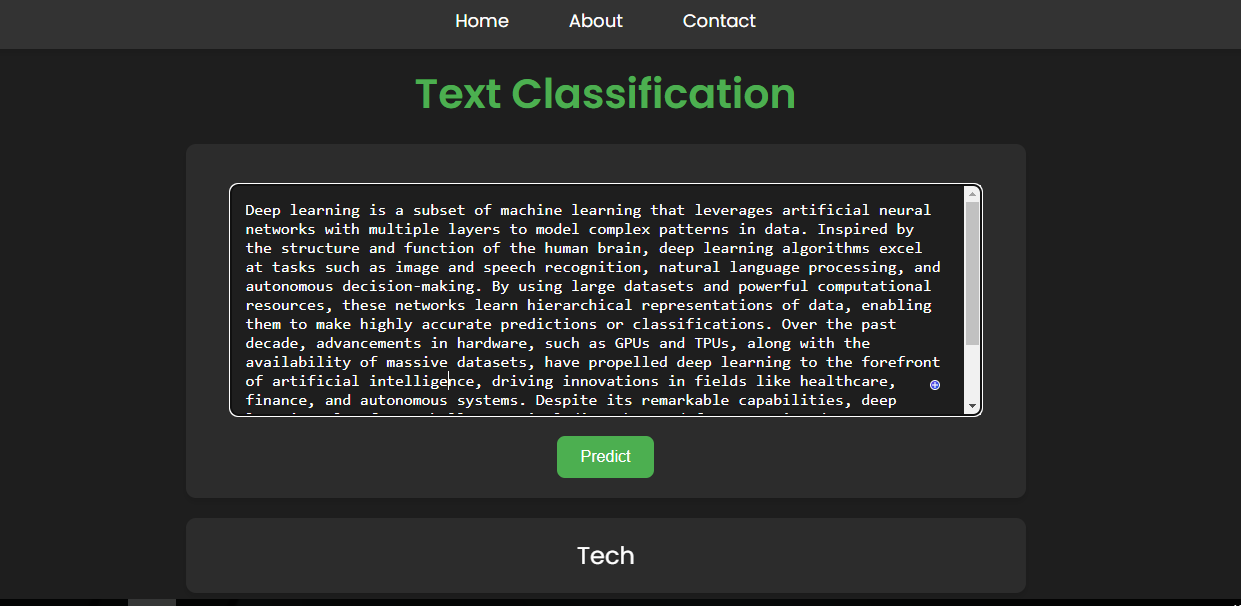 Home About Contact
Text Classification
Deep learning is a subset of machine learning that leverages artificial neural
networks with multiple layers to model complex patterns in data. Inspired by
the structure and function of the human brain, deep learning algorithms excel
at tasks such as image and speech recognition, natural language processing, and
autonomous decision-making. By using large datasets and powerful computational
resources, these networks learn hierarchical representations of data, enabling
them to make highly accurate predictions or classifications. Over the past
decade, advancements in hardware, such as GPUs and TPUs, along with the
availability of massive datasets, have propelled deep learning to the forefront
of artificial intelligence, driving innovations in fields like healthcare,
finance, and autonomous systems. Despite its remarkable capabilities, deep
Predict
Tech